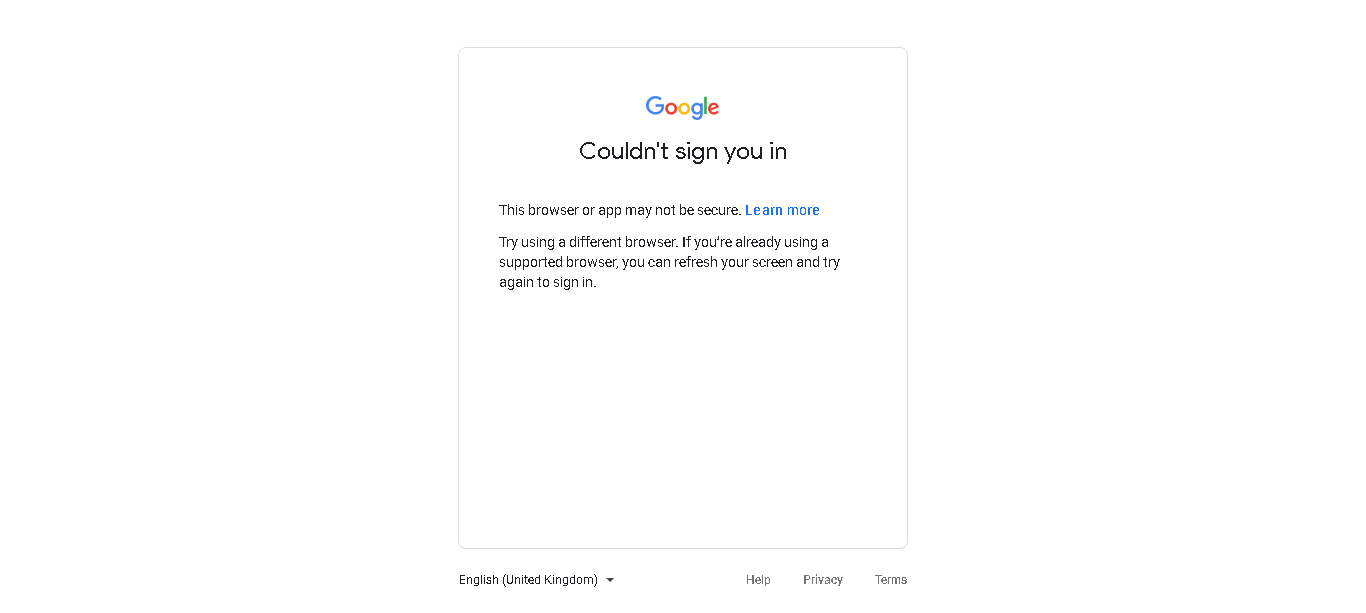 Google
Couldn't sign you in
This browser or app may not be secure. Learn more
Try using a different browser. If you’re already using a
supported browser, you can refresh your screen and try
again to sign in.
English (United Kingdom)
Help
Privacy
Terms